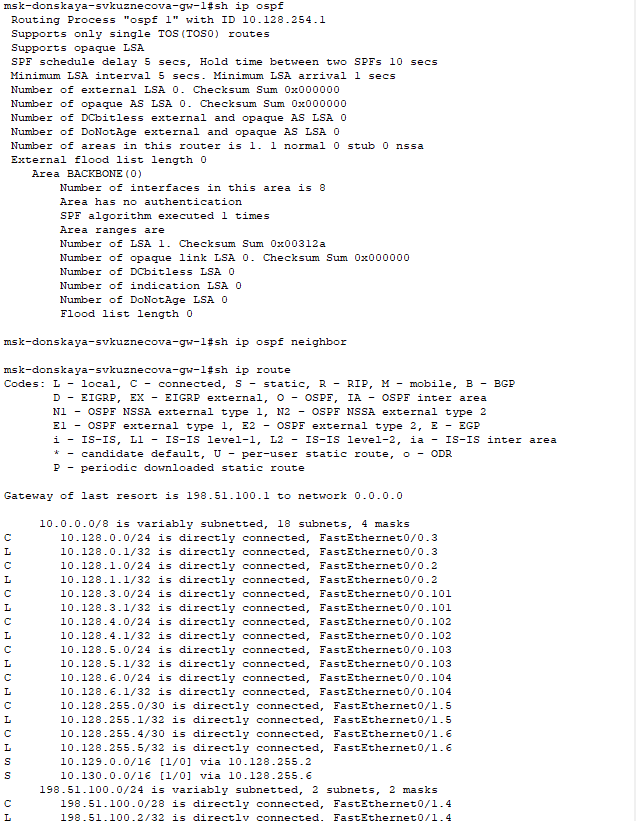 msk-donskaya-svkuznecova-gw-1#sh ip ospf
Routing Process "ospf 1" with ID 10.128.254.1
Supports only single TOS(TOS0) routes
Supports opaque LSA
SPF schedule delay 5 secs, Hold time between two SPFs 10 secs
Minimum LSA interval 5 secs. Minimum LSA arrival 1 secs
Number of external LSA 0. Checksum Sum 0x000000
Number of opaque AS LSA 0. Checksum Sum 0x000000
Number of DCbitless external and opaque AS LSA 0
Number of DoNotAge external and opaque AS LSA 0
Number of areas in this router is 1. 1 normal 0 stub 0 nssa
External flood list length 0
Area BACKBONE(0)
Number of interfaces in this area is 8
Area has no authentication
SPF algorithm executed 1 times
Area ranges are
Number of LSA 1. Checksum Sum 0x00312a
Number of opaque link LSA 0. Checksum Sum 0x000000
Number of DCbitless LSA 0
Number of indication LSA 0
Number of DoNotAge LSA 0
Flood list length 0
msk-donskaya-svkuznecova-gw-1#sh ip ospf neighbor
msk-donskaya-svkuznecova-gw-1#sh ip route
Codes: L - local, C - connected, S - static, R - RIP, M - mobile, B - BGP
D - EIGRP, EX - EIGRP external, O - OSPF, IA - OSPF inter area
N1 - OSPF NSSA external type 1, N2 - OSPF NSSA external type 2
E1 - OSPF external type 1, E2 - OSPF external type 2, E - EGP
i - IS-IS, L1 - IS-IS level-1, L2 - IS-IS level-2, ia - IS-IS inter area
* - candidate default, U - per-user static route, o - ODR
P - periodic downloaded static route
Gateway of last resort is 198.51.100.1 to network 0.0.0.0
10.0.0.0/8 is variably subnetted, 18 subnets, 4 masks
C 10.128.0.0/24 is directly connected, FastEthernet0/0.3
L 10.128.0.1/32 is directly connected, FastEthernet0/0.3
C 10.128.1.0/24 is directly connected, FastEthernet0/0.2
L 10.128.1.1/32 is directly connected, FastEthernet0/0.2
C 10.128.3.0/24 is directly connected, FastEthernet0/0.101
L 10.128.3.1/32 is directly connected, FastEthernet0/0.101
C 10.128.4.0/24 is directly connected, FastEthernet0/0.102
L 10.128.4.1/32 is directly connected, FastEthernet0/0.102
C 10.128.5.0/24 is directly connected, FastEthernet0/0.103
L 10.128.5.1/32 is directly connected, FastEthernet0/0.103
C 10.128.6.0/24 is directly connected, FastEthernet0/0.104
L 10.128.6.1/32 is directly connected, FastEthernet0/0.104
C 10.128.255.0/30 is directly connected, FastEthernet0/1.5
L 10.128.255.1/32 is directly connected, FastEthernet0/1.5
C 10.128.255.4/30 is directly connected, FastEthernet0/1.6
L 10.128.255.5/32 is directly connected, FastEthernet0/1.6
S 10.129.0.0/16 [1/0] via 10.128.255.2
S 10.130.0.0/16 [1/0] via 10.128.255.6
198.51.100.0/24 is variably subnetted, 2 subnets, 2 masks
C 198.51.100.0/28 is directly connected, FastEthernet0/1.4
L 198.51.100.2/32 is directly connected, FastEthernet0/1.4